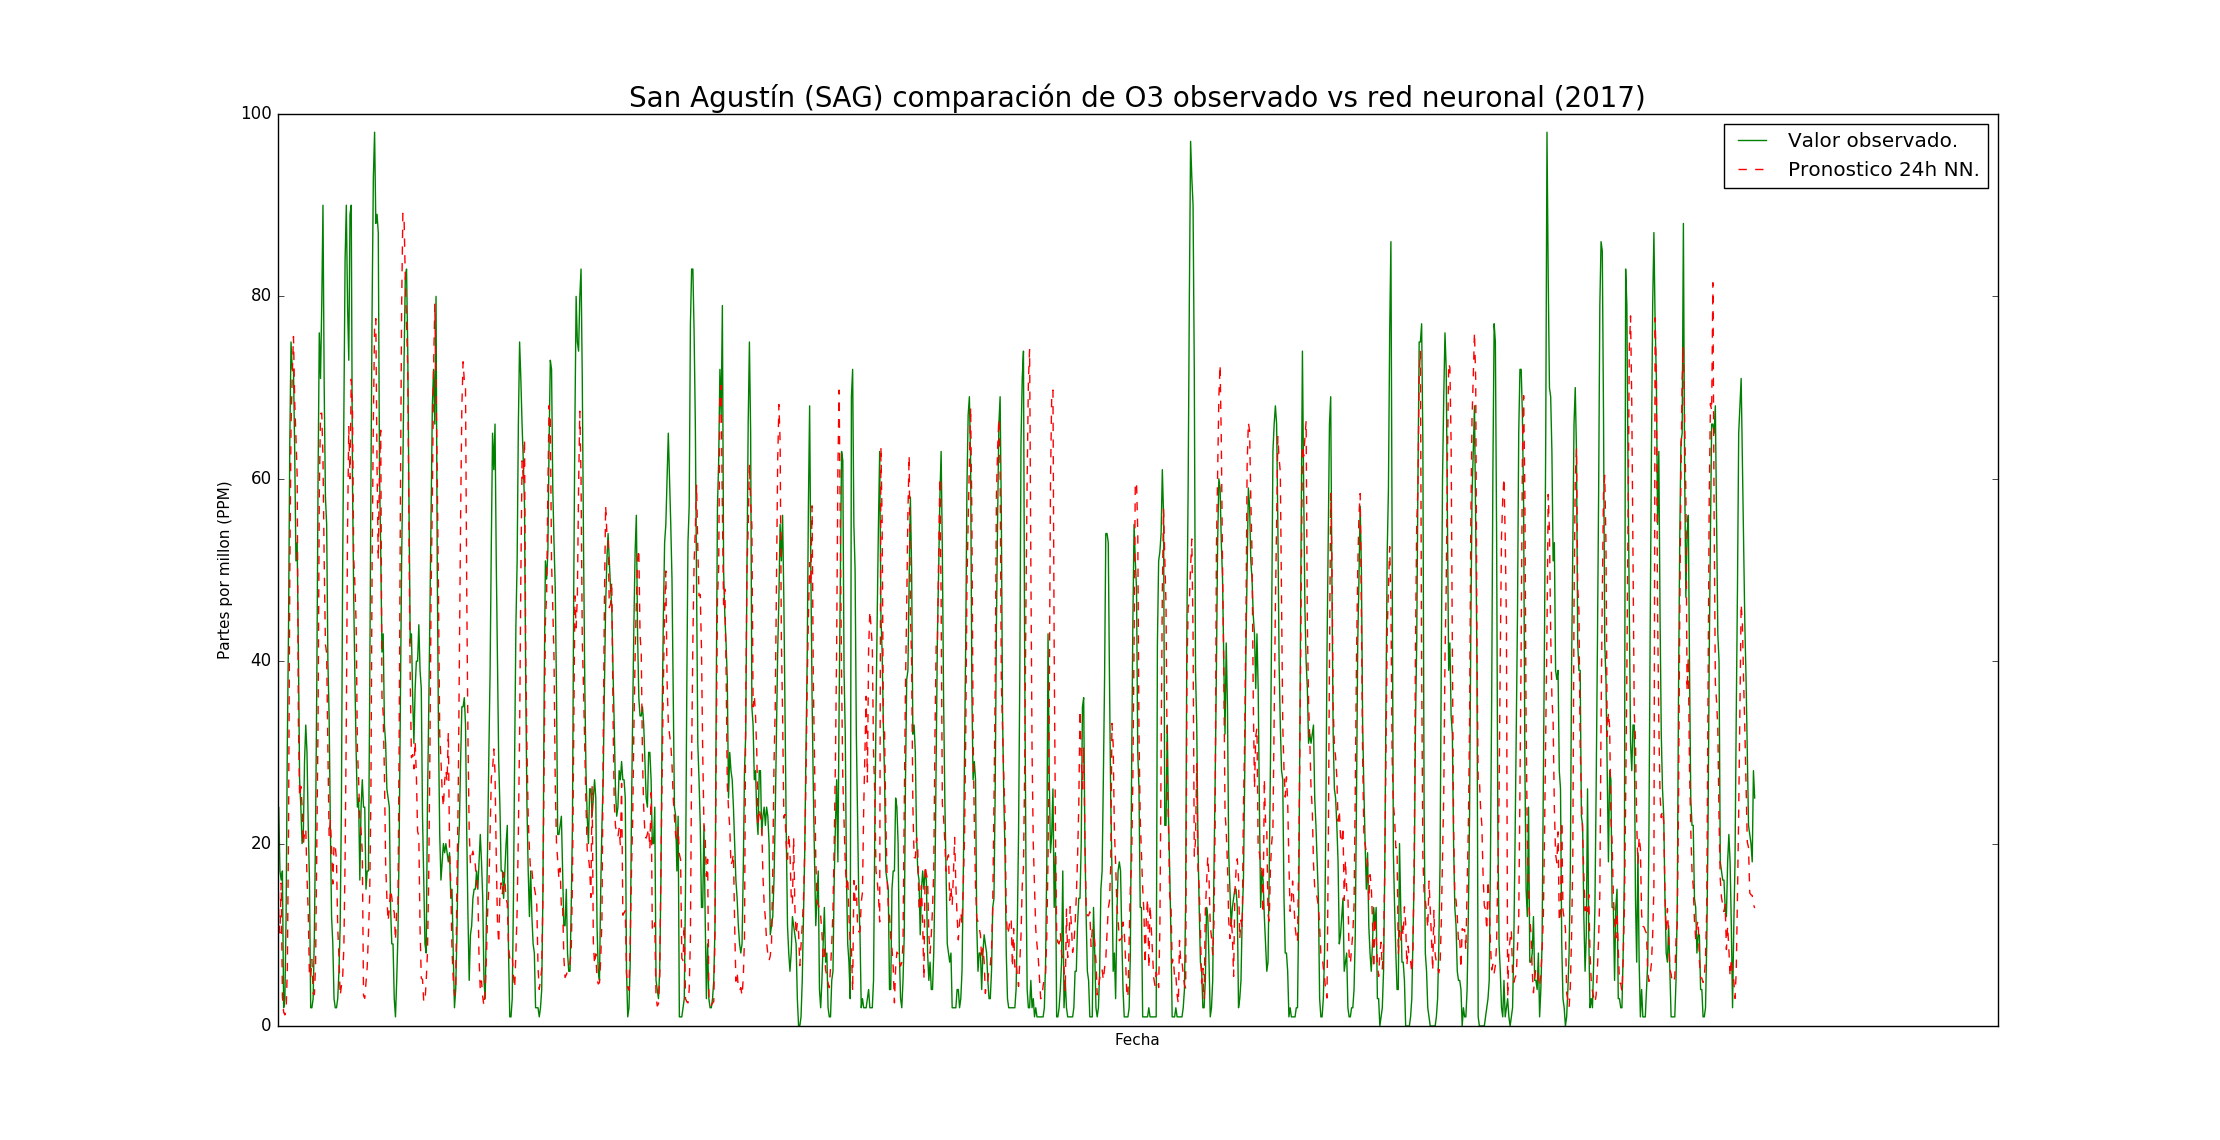 San Agustín (SAG) comparación de O3 observado vs red neuronal (2017)
100
80
60
40
20
0
Partes por millon (PPM)
Valor observado.
Pronostico 24h NN.
Fecha